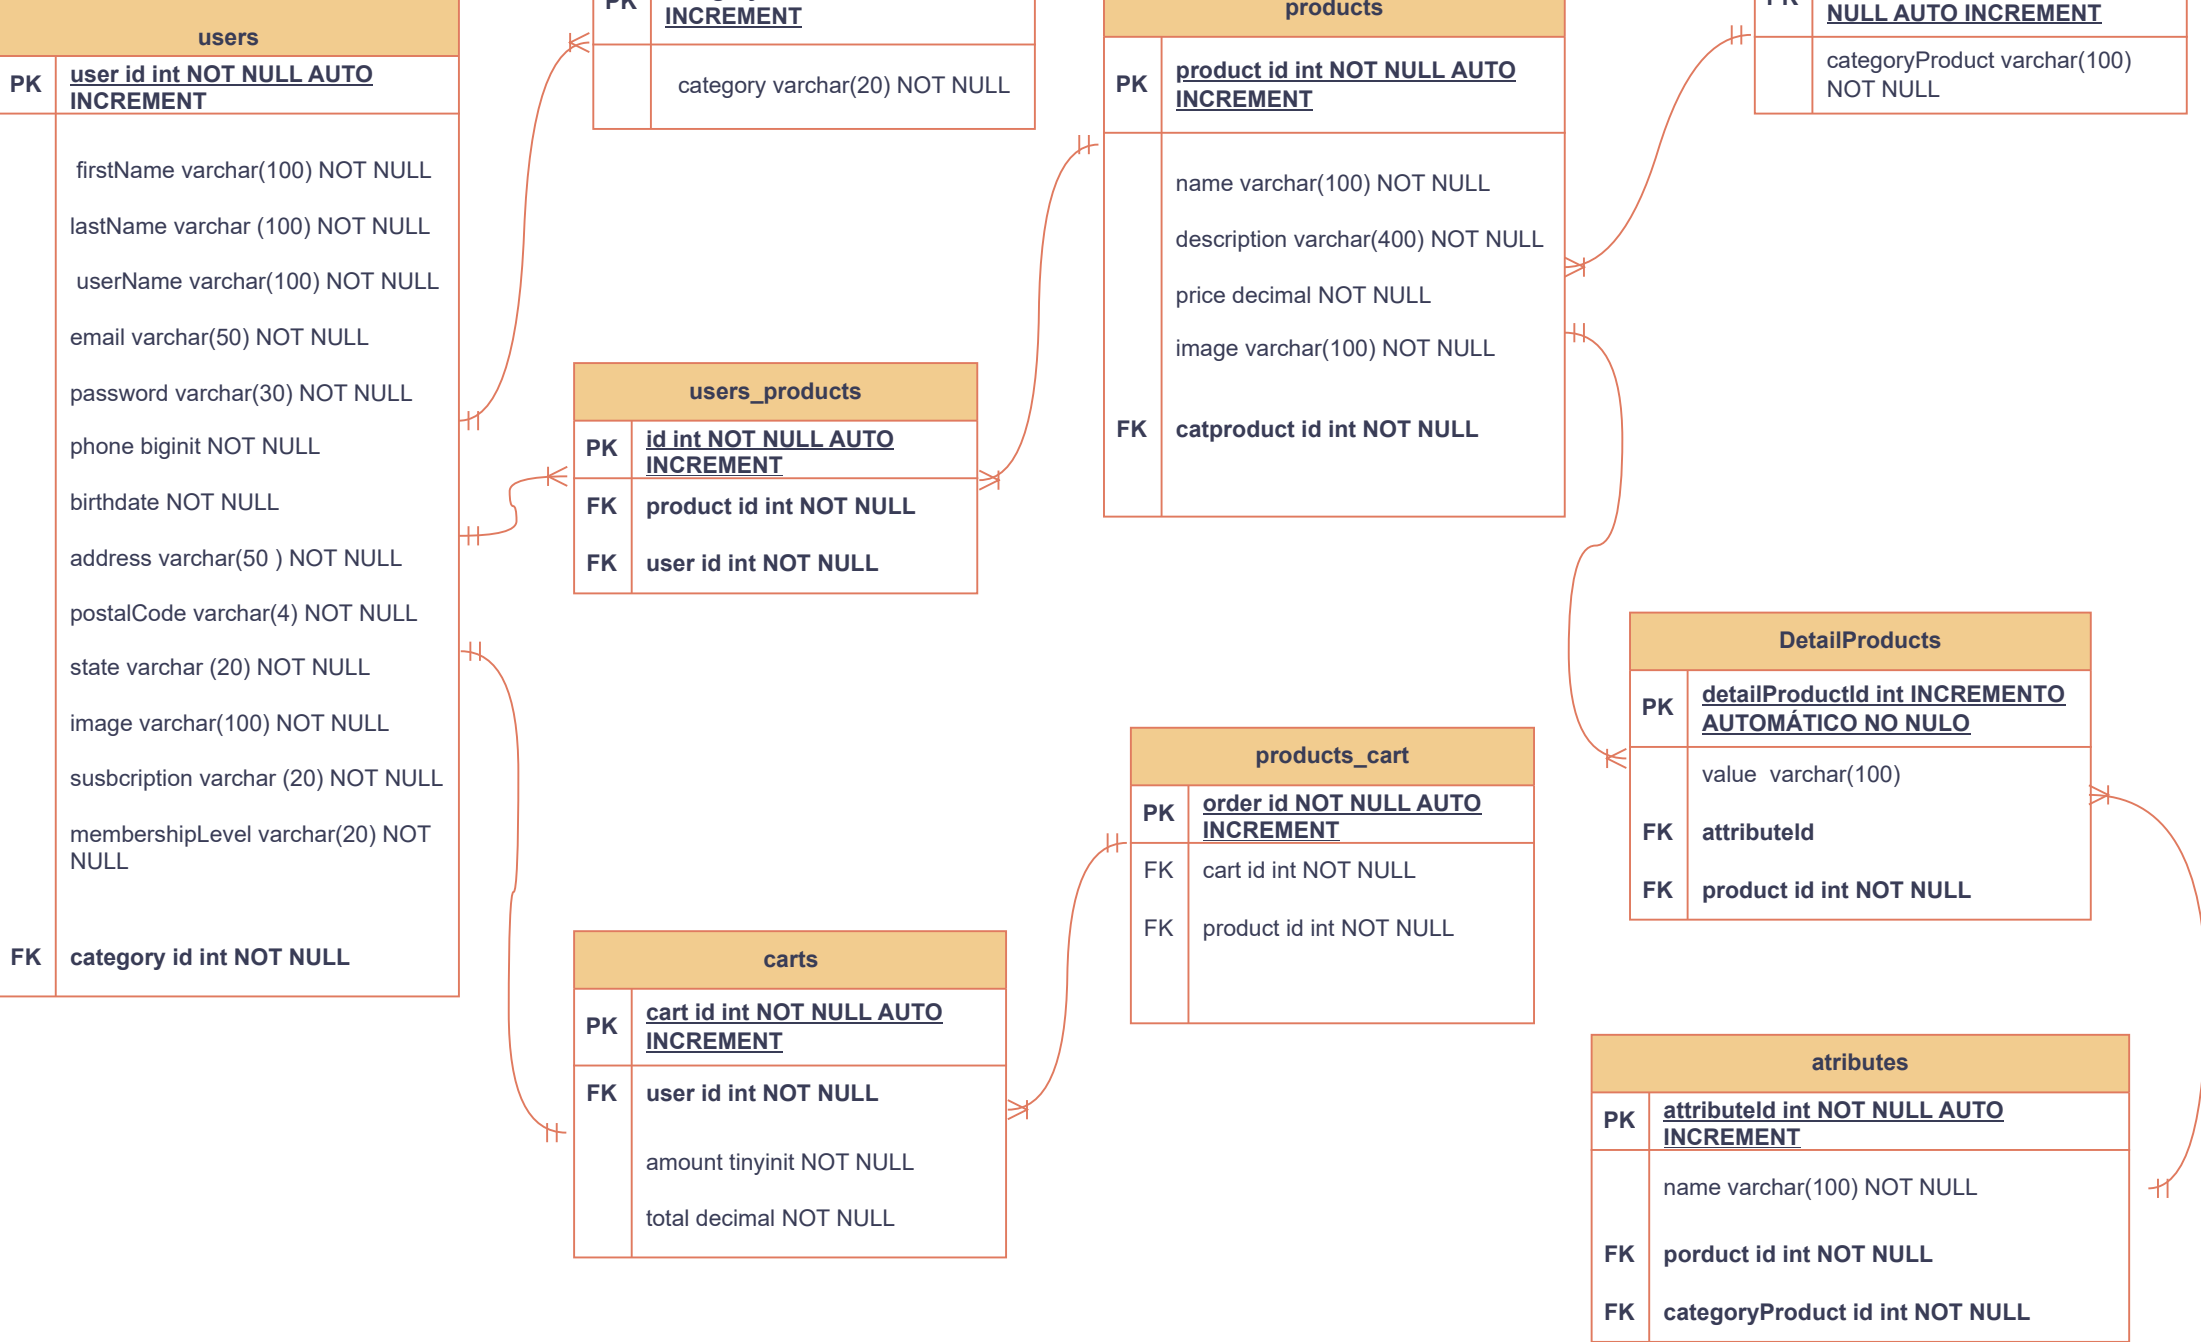 users
PK
user id int NOT NULL AUTO
INCREMENT
firstName varchar(100) NOT NULL
lastName varchar (100) NOT NULL
userName varchar(100) NOT NULL
email varchar(50) NOT NULL
password varchar(30) NOT NULL
phone biginit NOT NULL
birthdate NOT NULL
address varchar(50 ) NOT NULL
postalCode varchar(4) NOT NULL
state varchar (20) NOT NULL
image varchar(100) NOT NULL
susbcription varchar (20) NOT NULL
membershipLevel varchar(20) NOT
NULL
FK
category id int NOT NULL
PK
INCREMENT
category varchar(20) NOT NULL
users_products
PK
id int NOT NULL AUTO
INCREMENT
FK
product id int NOT NULL
FK
user id int NOT NULL
carts
PK
cart id int NOT NULL AUTO
INCREMENT
FK
user id int NOT NULL
amount tinyinit NOT NULL
total decimal NOT NULL
products
PK
product id int NOT NULL AUTO
INCREMENT
name varchar(100) NOT NULL
description varchar(400) NOT NULL
price decimal NOT NULL
image varchar(100) NOT NULL
FK
catproduct id int NOT NULL
products_cart
PK
order id NOT NULL AUTO
INCREMENT
FK
cart id int NOT NULL
FK
product id int NOT NULL
NULL AUTO INCREMENT
categoryProduct varchar(100)
NOT NULL
DetailProducts
PK
detailProductId int INCREMENTO
AUTOMÁTICO NO NULO
value varchar(100)
FK
attributeId
FK
product id int NOT NULL
atributes
PK
attributeId int NOT NULL AUTO
INCREMENT
name varchar(100) NOT NULL
FK
porduct id int NOT NULL
FK
categoryProduct id int NOT NULL